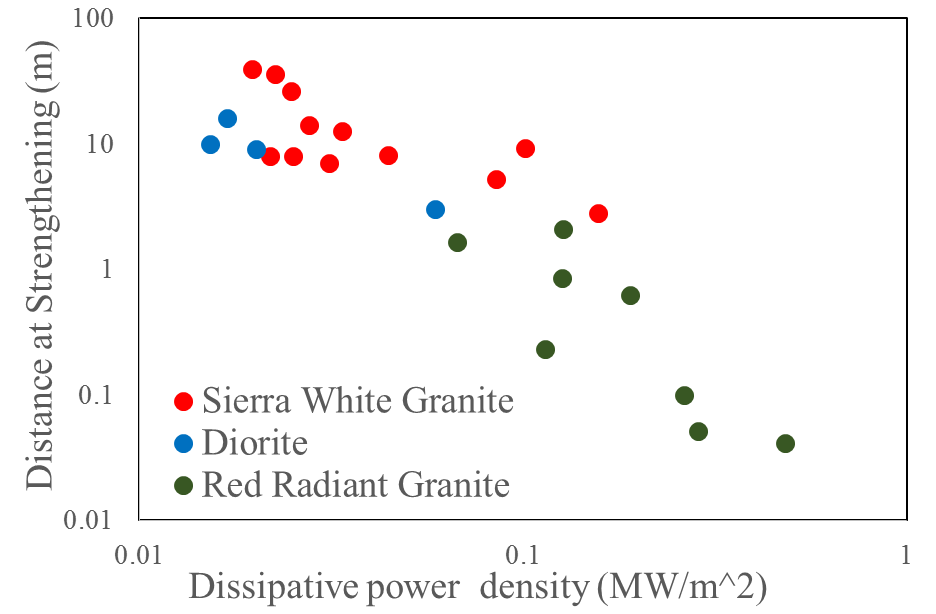 Distance at Strengthening (m)
100
10
1
0.1
0.01
Sierra White Granite
Diorite
Red Radiant Granite
0.01
0.1
1
Dissipative power density (MW/m^2)